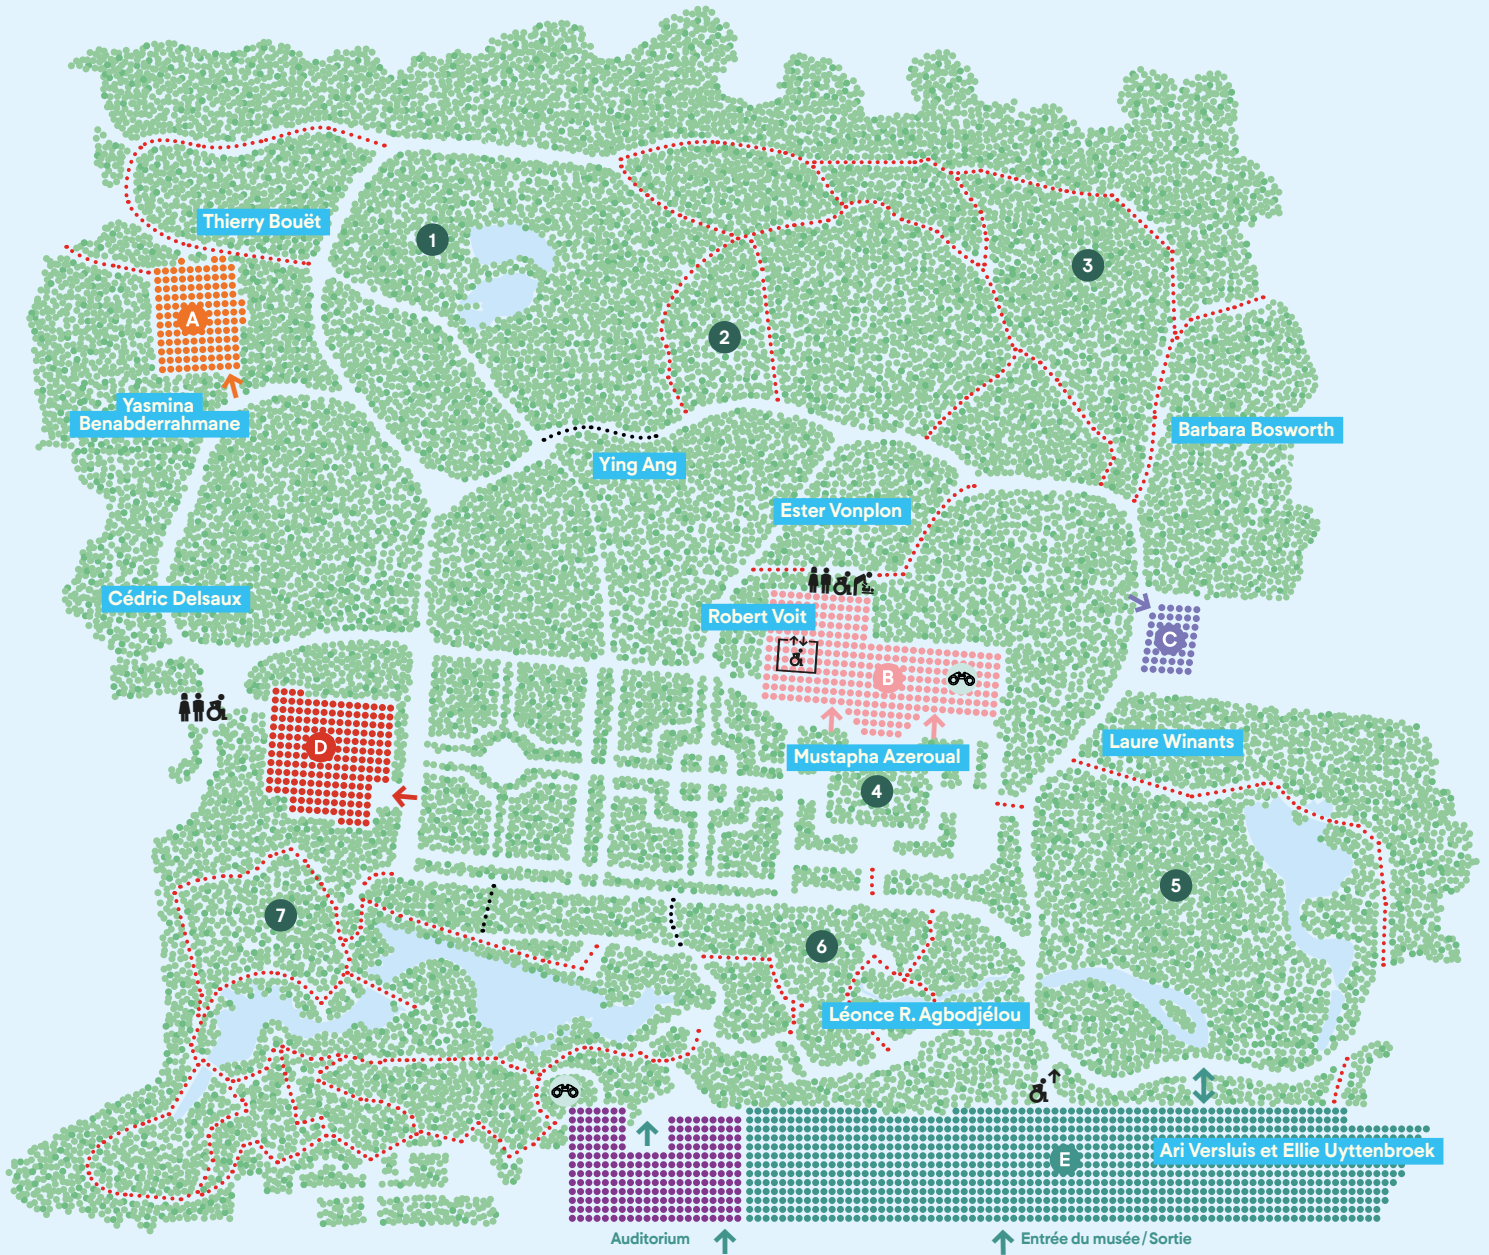 Thierry Bouët
1
3
A
2
Yasmina
Benabderrahmane
Barbara Bosworth
Ying Ang
Ester Vonplon
Cédric Delsaux
Robert Voit
C
B
D
Laure Winants
Mustapha Azeroual
4
5
7
6
Léonce R. Agbodjélou
E
Ari Versluis et Ellie Uyttenbroek
Auditorium
Entrée du musée / Sortie